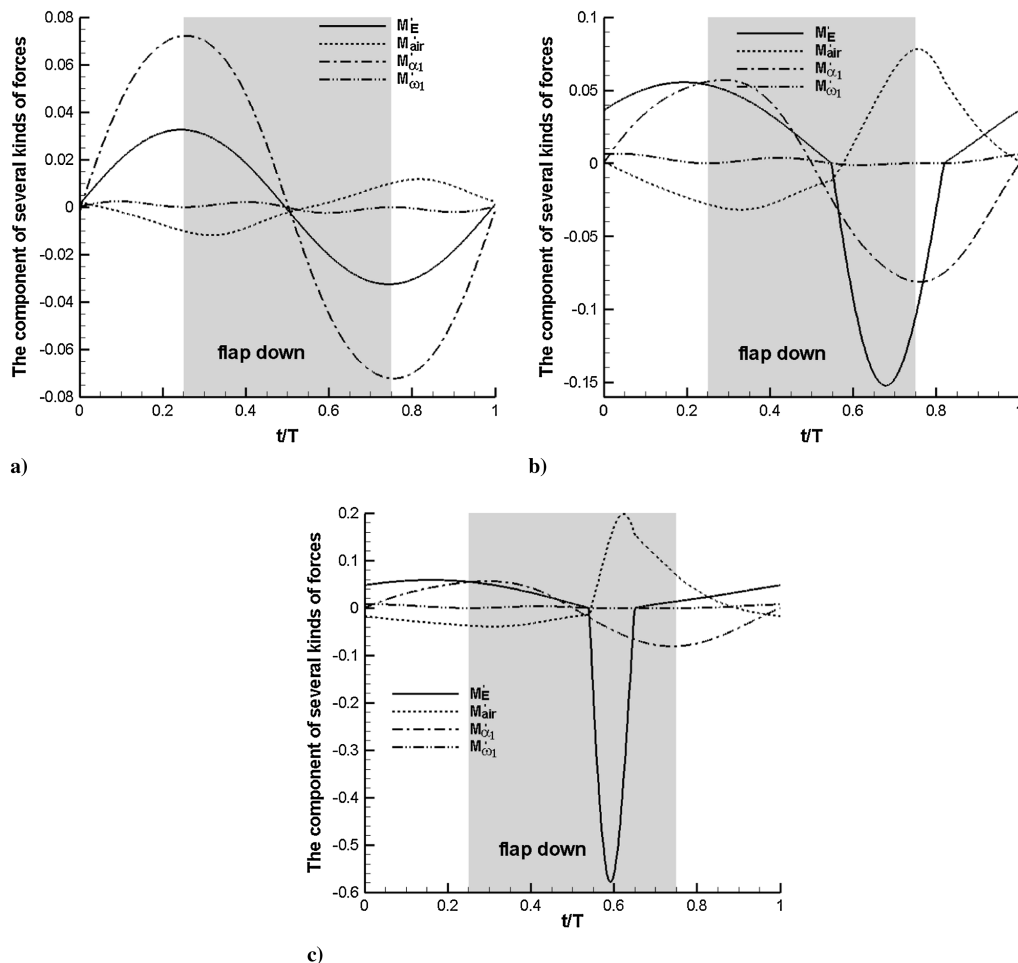 The component of several kinds of forces
0.08
0.06
0.04
0.02
0
-0.02
-0.04
-0.06
-0.08
M'E
M'air
M'α1
M'ω1
flap down
0 0.2 0.4 0.6 0.8 1
t/T
a)
The component of several kinds of forces
0.1
0.05
0
-0.05
-0.1
-0.15
M'E
M'air
M'α1
M'ω1
flap down
0 0.2 0.4 0.6 0.8 1
t/T
b)
The component of several kinds of forces
0.2
0.1
0
-0.1
-0.2
-0.3
-0.4
-0.5
-0.6
M'E
M'air
M'α1
M'ω1
flap down
0 0.2 0.4 0.6 0.8 1
t/T
c)